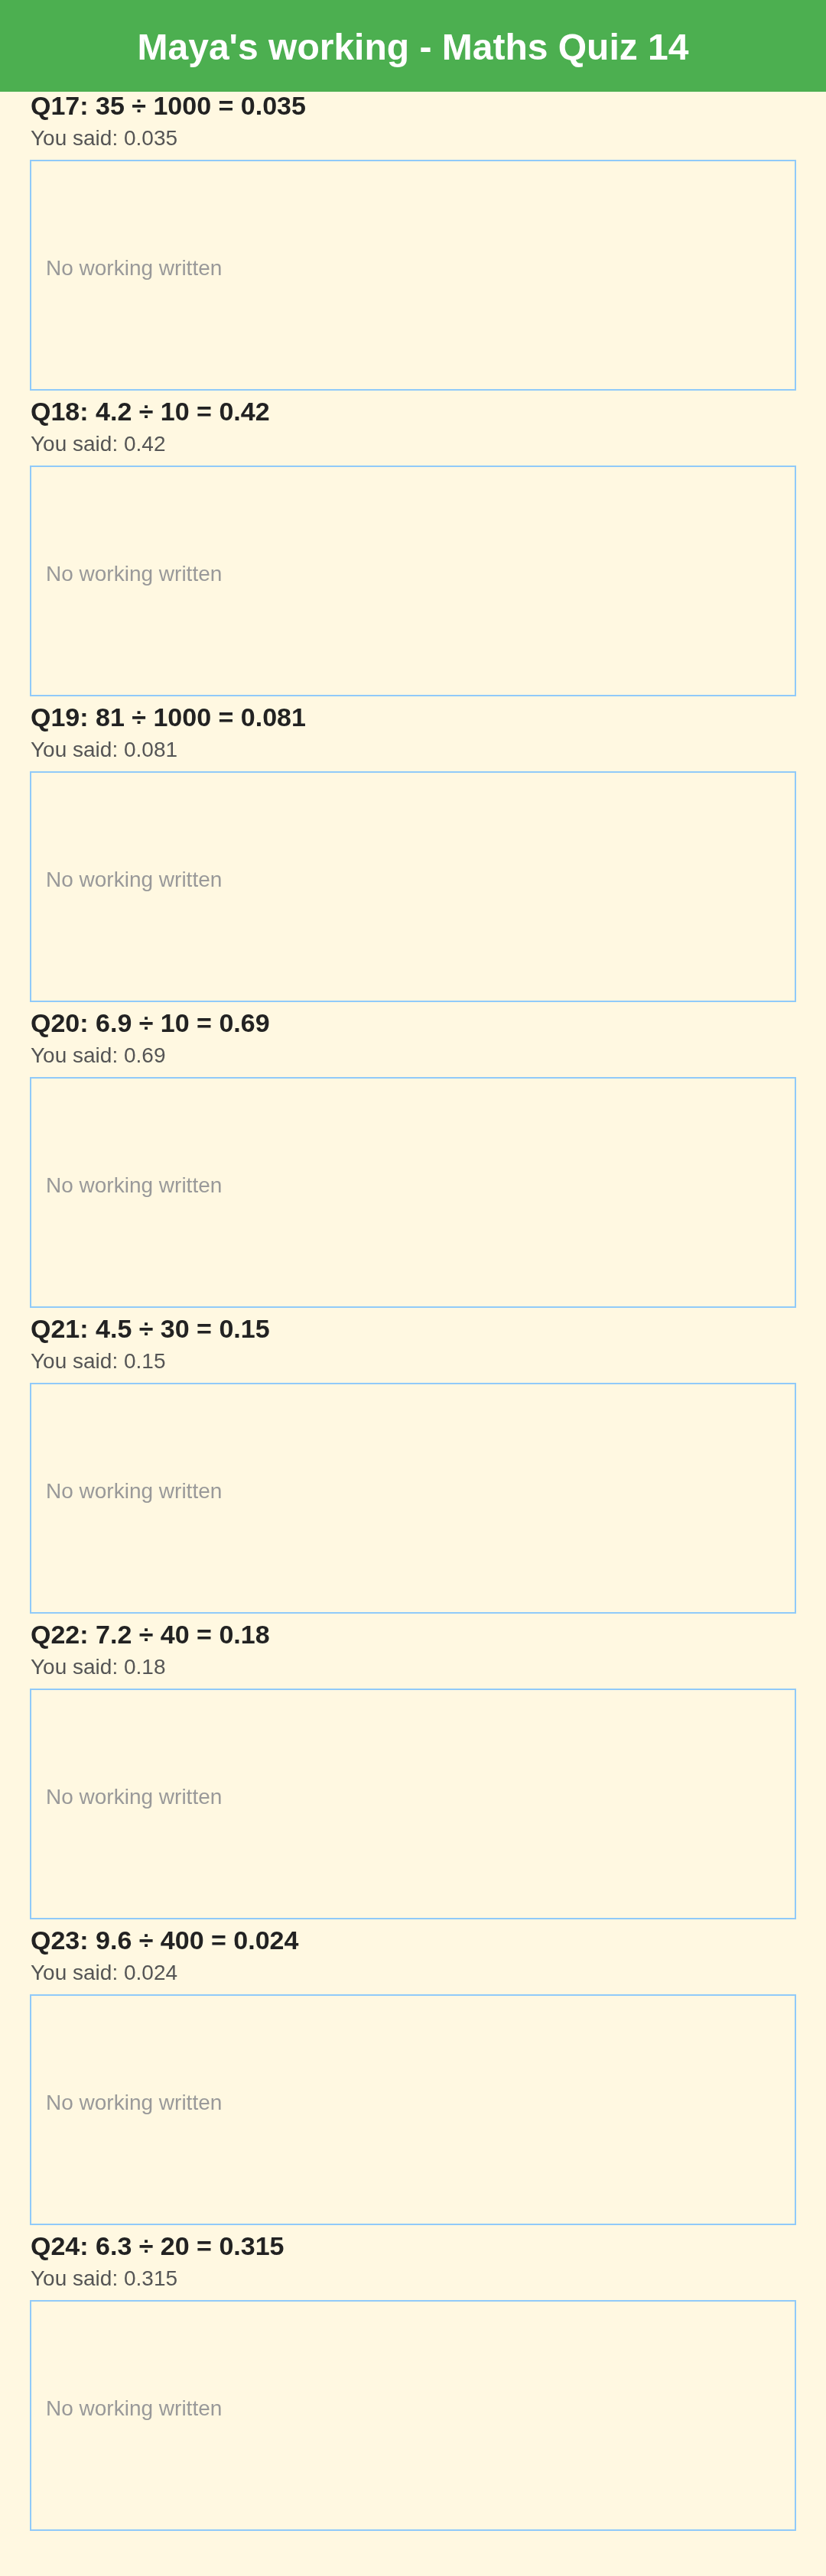 Maya's working - Maths Quiz 14
Q17: 35 ÷ 1000 = 0.035
You said: 0.035
No working written
Q18: 4.2 ÷ 10 = 0.42
You said: 0.42
No working written
Q19: 81 ÷ 1000 = 0.081
You said: 0.081
No working written
Q20: 6.9 ÷ 10 = 0.69
You said: 0.69
No working written
Q21: 4.5 ÷ 30 = 0.15
You said: 0.15
No working written
Q22: 7.2 ÷ 40 = 0.18
You said: 0.18
No working written
Q23: 9.6 ÷ 400 = 0.024
You said: 0.024
No working written
Q24: 6.3 ÷ 20 = 0.315
You said: 0.315
No working written